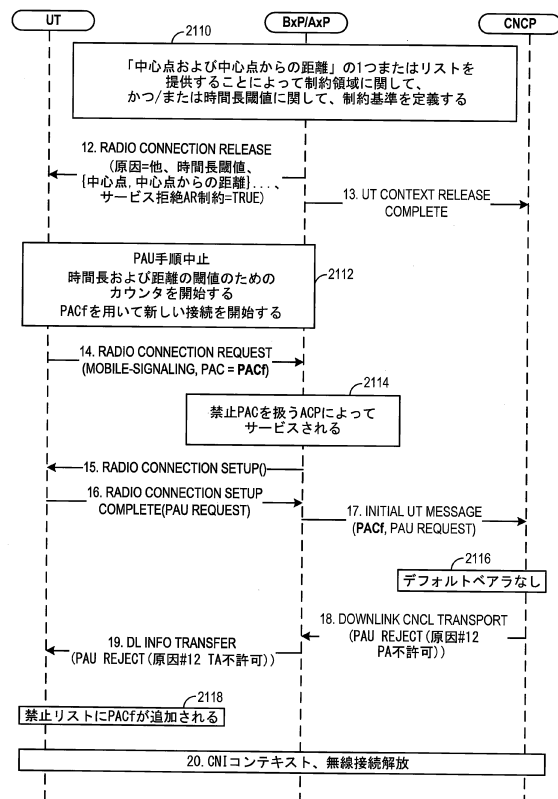 UT
BxP/AxP
CNCP
2110
「中心点および中心点からの距離」の1つまたはリストを
提供することによって制約領域に関して、
かつ/または時間長閾値に関して、制約基準を定義する
12. RADIO CONNECTION RELEASE
(原因=他、時間長閾値、
{中心点, 中心点からの距離}...、
サービス拒絶AR制約=TRUE)
13. UT CONTEXT RELEASE
COMPLETE
PAU手順中止
時間長および距離の閾値のための
カウンタを開始する
PACfを用いて新しい接続を開始する
2112
14. RADIO CONNECTION REQUEST
(MOBILE-SIGNALING, PAC = PACf)
2114
禁止PACを扱うACPによって
サービスされる
15. RADIO CONNECTION SETUP()
16. RADIO CONNECTION SETUP
COMPLETE(PAU REQUEST)
17. INITIAL UT MESSAGE
(PACf, PAU REQUEST)
2116
デフォルトベアラなし
18. DOWNLINK CNCL TRANSPORT
(PAU REJECT(原因#12
PA不許可))
19. DL INFO TRANSFER
(PAU REJECT(原因#12 TA不許可))
2118
禁止リストにPACfが追加される
20. CNIコンテキスト、無線接続解放